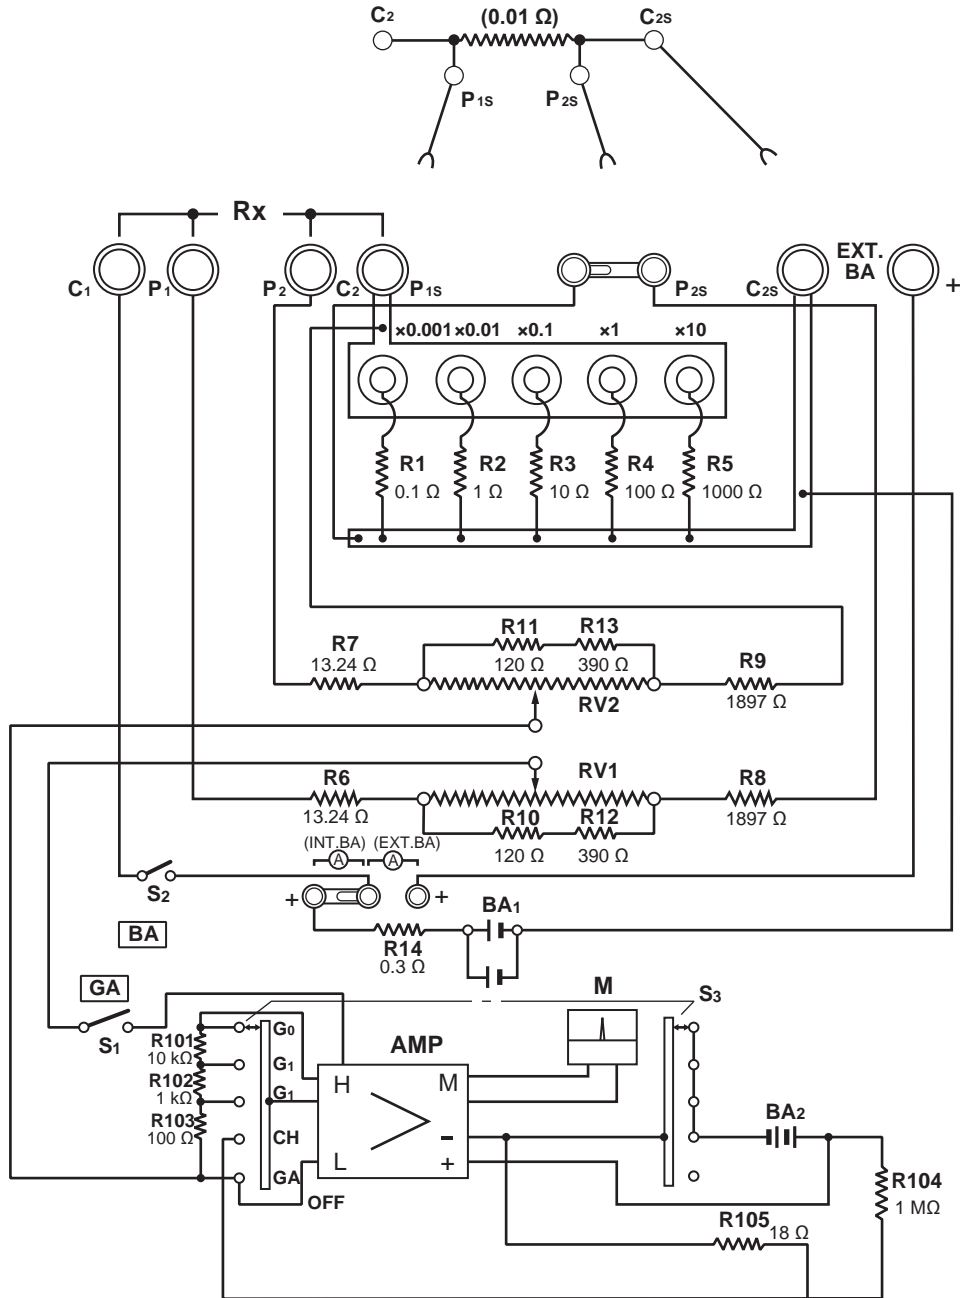 C2 (0.01 Ω) C2S
P1S P2S
Rx
EXT. BA
C1 P1 P2 C2 P1S P2S C2S +
×0.001 ×0.01 ×0.1 ×1 ×10
R1 R2 R3 R4 R5
0.1 Ω 1 Ω 10 Ω 100 Ω 1000 Ω
R11 R13
R7 120 Ω 390 Ω R9
13.24 Ω RV2 1897 Ω
R6 RV1 R8
13.24 Ω R10 R12 1897 Ω
120 Ω 390 Ω
(INT.BA) (EXT.BA)
A A
S2 + +
BA BA1
R14
0.3 Ω
GA M S3
S1 G0 AMP
R101
10 kΩ G1
H M
R102 G1
1 kΩ
R103 BA2
100 Ω CH -
L +
GA R104
OFF 1 MΩ
R105 18 Ω